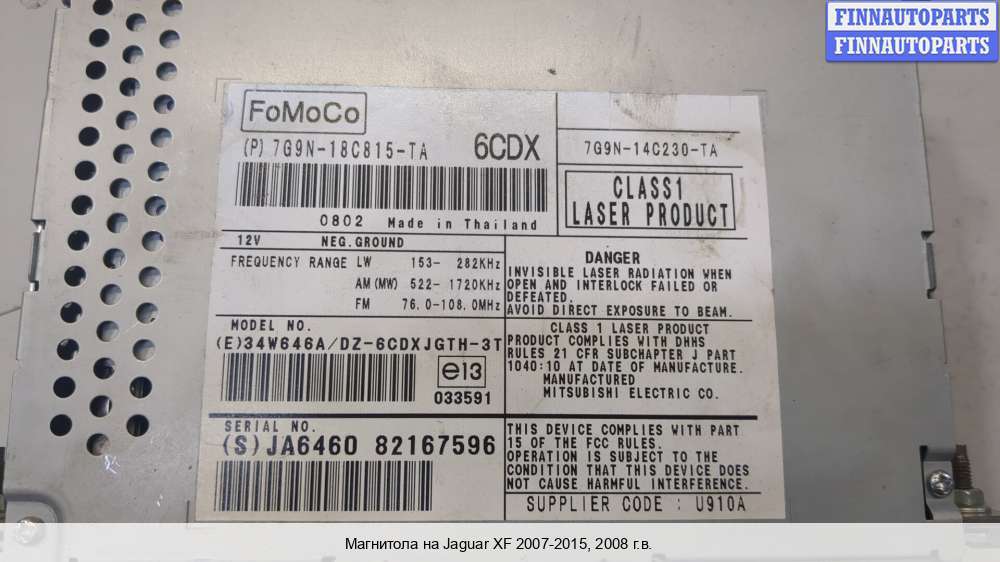 FINNAUTOPARTS
FINNAUTOPARTS
FoMoCo
(P) 7G9N-18C815-TA 6CDX
7G9N-14C230-TA
CLASS1
LASER PRODUCT
0802 Made in Thailand
12V NEG.GROUND
FREQUENCY RANGE LW 153- 282KHz
AM(MW) 522- 1720KHz
FM 76.0-108.0MHz
DANGER
INVISIBLE LASER RADIATION WHEN
OPEN AND INTERLOCK FAILED OR
DEFEATED.
AVOID DIRECT EXPOSURE TO BEAM.
MODEL NO.
(E)34W646A/DZ-6CDXJGTH-3T
e13
033591
CLASS 1 LASER PRODUCT
PRODUCT COMPLIES WITH DHHS
RULES 21 CFR SUBCHAPTER J PART
1040:10 AT DATE OF MANUFACTURE.
MANUFACTURED
MITSUBISHI ELECTRIC CO.
SERIAL NO.
(S)JA6460 82167596
THIS DEVICE COMPLIES WITH PART
15 OF THE FCC RULES.
OPERATION IS SUBJECT TO THE
CONDITION THAT THIS DEVICE DOES
NOT CAUSE HARMFUL INTERFERENCE.
SUPPLIER CODE : U910A
Магнитола на Jaguar XF 2007-2015, 2008 г.в.